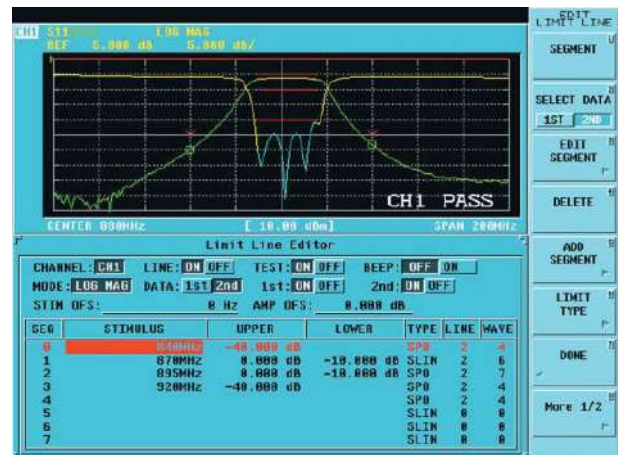 CH1 S11 LOG MAG
REF 5.000 dB 5.000 dB/
CH1 PASS
CENTER 880MHz [ 10.00 dBm] SPAN 200MHz
Limit Line Editor
CHANNEL: CH1 LINE: ON OFF TEST: ON OFF BEEP: OFF ON
MODE: LOG MAG DATA: 1st 2nd 1st: ON OFF 2nd: ON OFF
STIM OFS: 0 Hz AMP OFS: 0.000 dB
SEG STIMULUS UPPER LOWER TYPE LINE WAVE
0 840MHz -40.000 dB SPO 2 4
1 870MHz 0.000 dB -10.000 dB SLIN 2 6
2 895MHz 0.000 dB -10.000 dB SPO 2 7
3 920MHz -40.000 dB SPO 2 4
4 SPO 2 4
5 SLIN 0 0
6 SLIN 0 0
7 SLIN 0 0
EDIT
LIMIT LINE
SEGMENT
SELECT DATA
1ST 2ND
EDIT
SEGMENT
DELETE
ADD
SEGMENT
LIMIT
TYPE
DONE
More 1/2